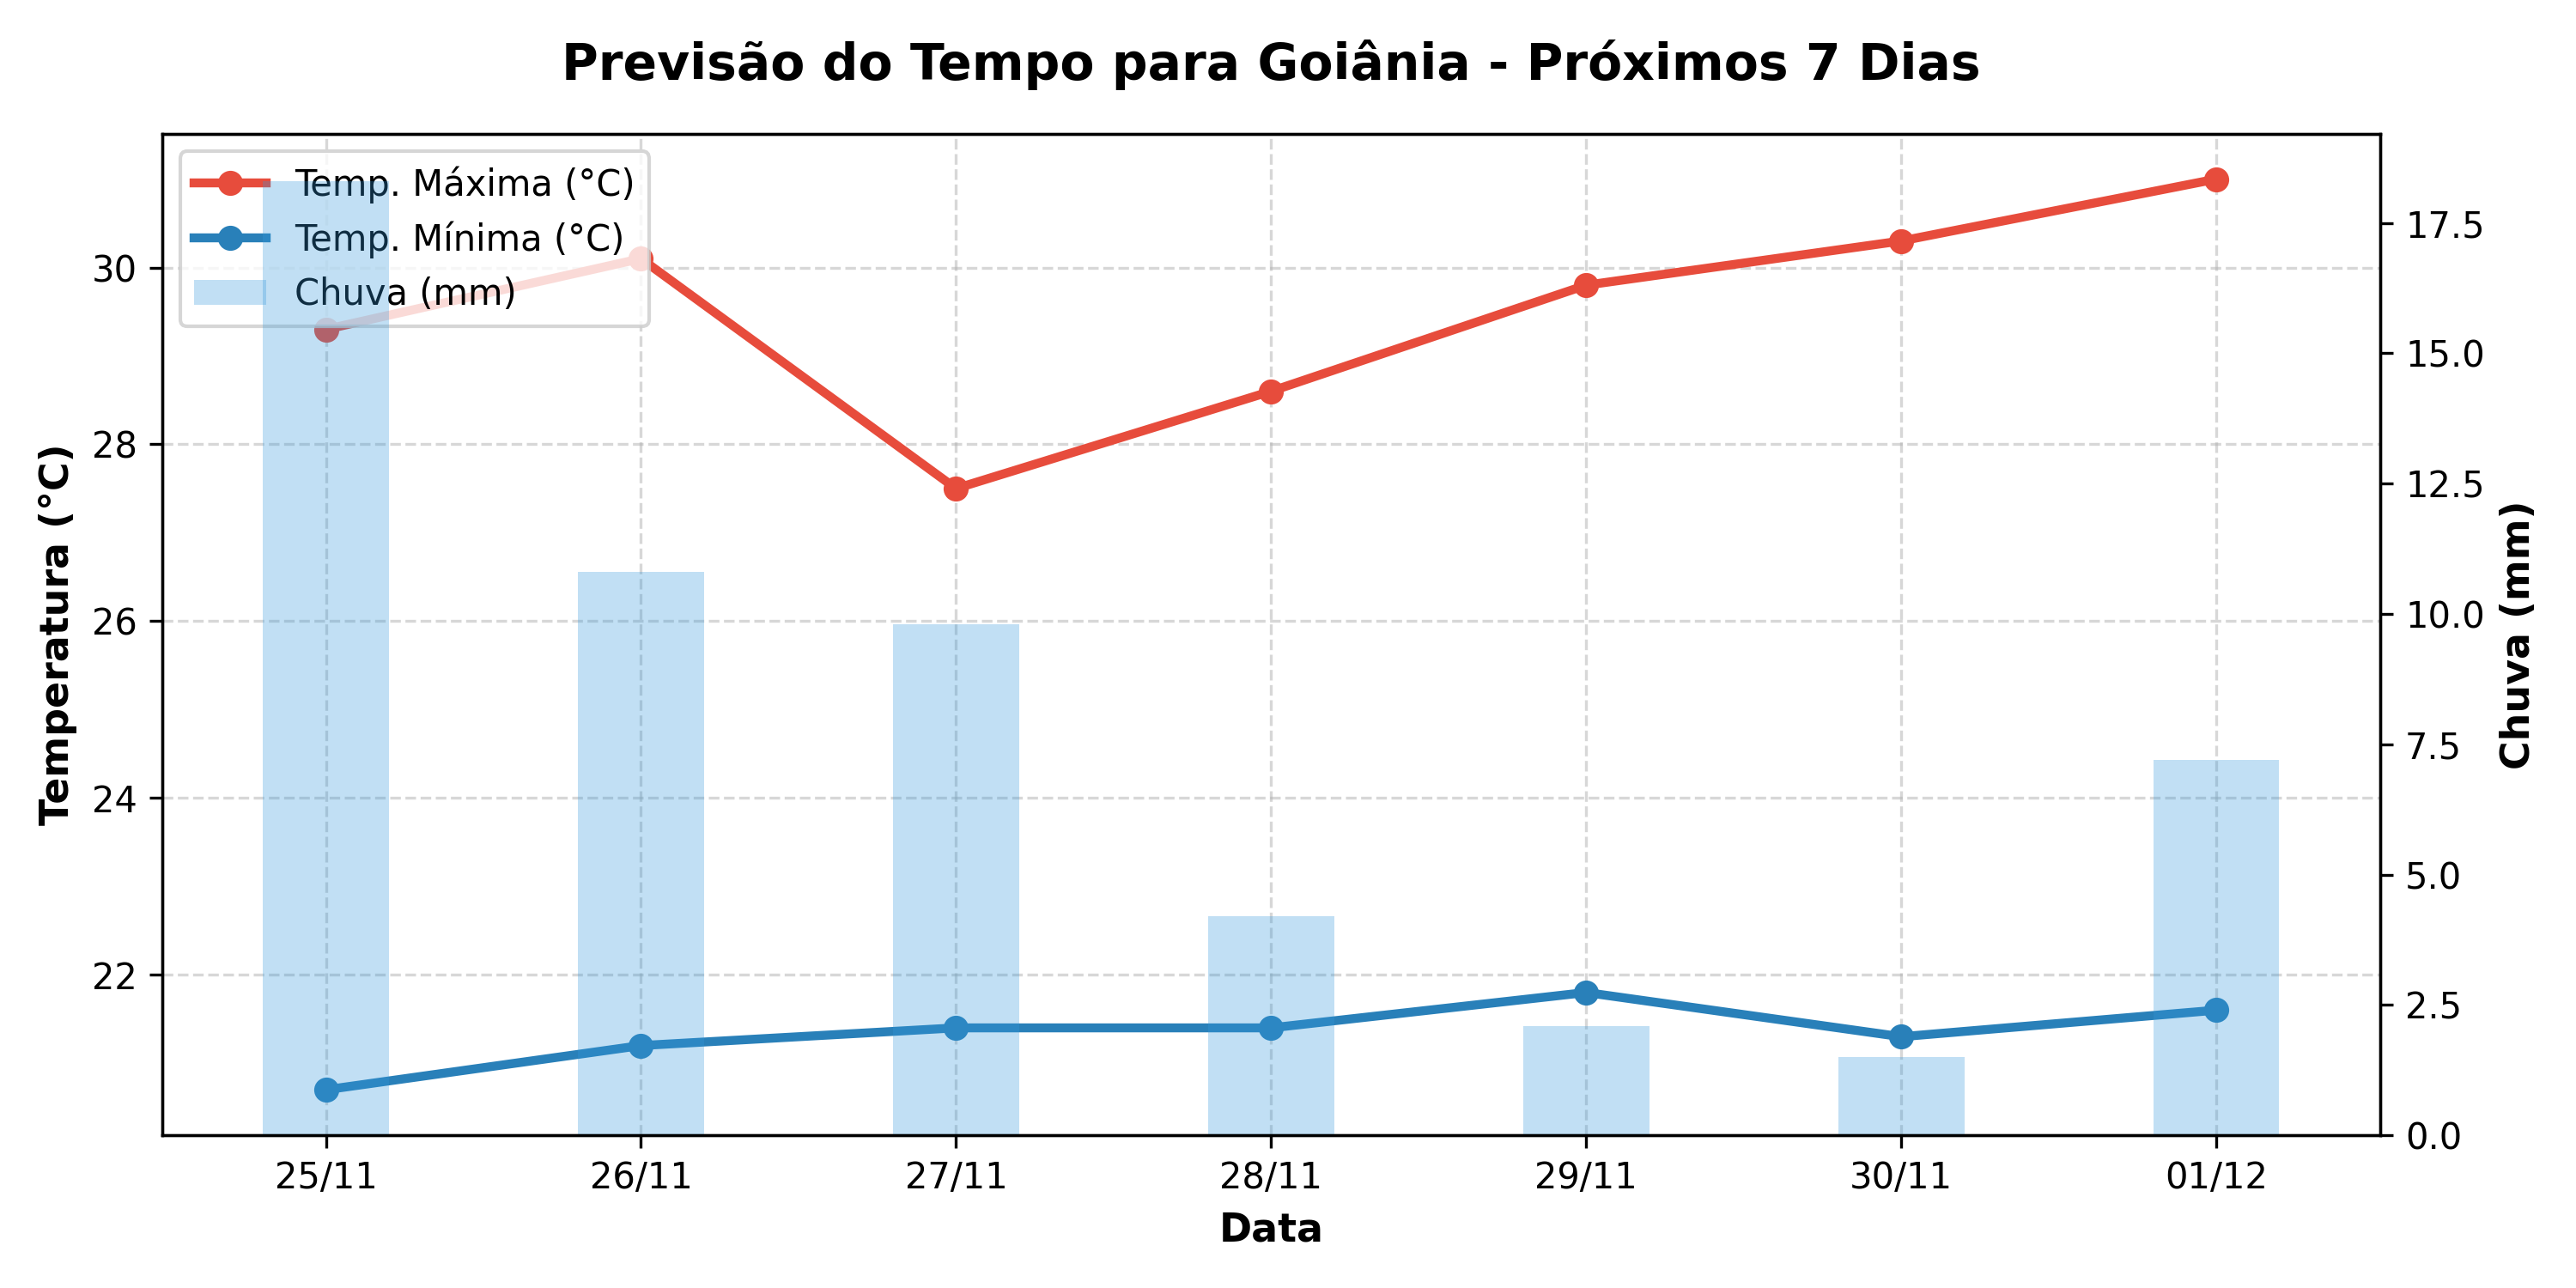 Previsão do Tempo para Goiânia - Próximos 7 Dias
Temp. Máxima (°C)
Temp. Mínima (°C)
Chuva (mm)
Temperatura (°C)
30
28
26
24
22
17.5
15.0
12.5
10.0
7.5
5.0
2.5
0.0
Chuva (mm)
25/11 26/11 27/11 28/11 29/11 30/11 01/12
Data